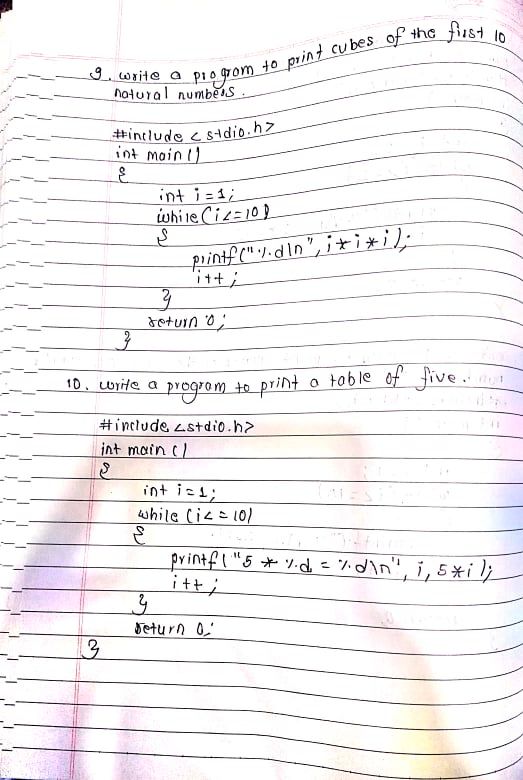 9. write a program to print cubes of the first 10
natural numbers.
#include <stdio.h>
int main()
{
int i=1;
while(i<=10)
{
printf("%d\n", i*i*i);
i++;
}
return 0;
}
10. write a program to print a table of five.
#include <stdio.h>
int main()
{
int i=1;
while (i<=10)
{
printf("5 * %d = %d\n", i, 5*i);
i++;
}
return 0;
}